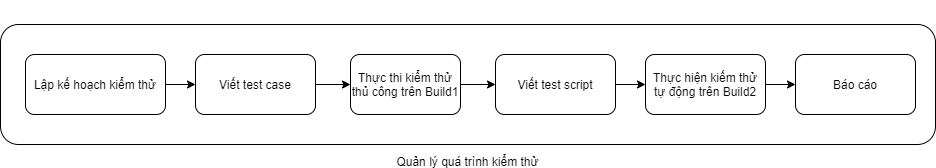 Lập kế hoạch kiểm thử
Viết test case
Thực thi kiểm thử
thủ công trên Build1
Viết test script
Thực hiện kiểm thử
tự động trên Build2
Báo cáo
Quản lý quá trình kiểm thử